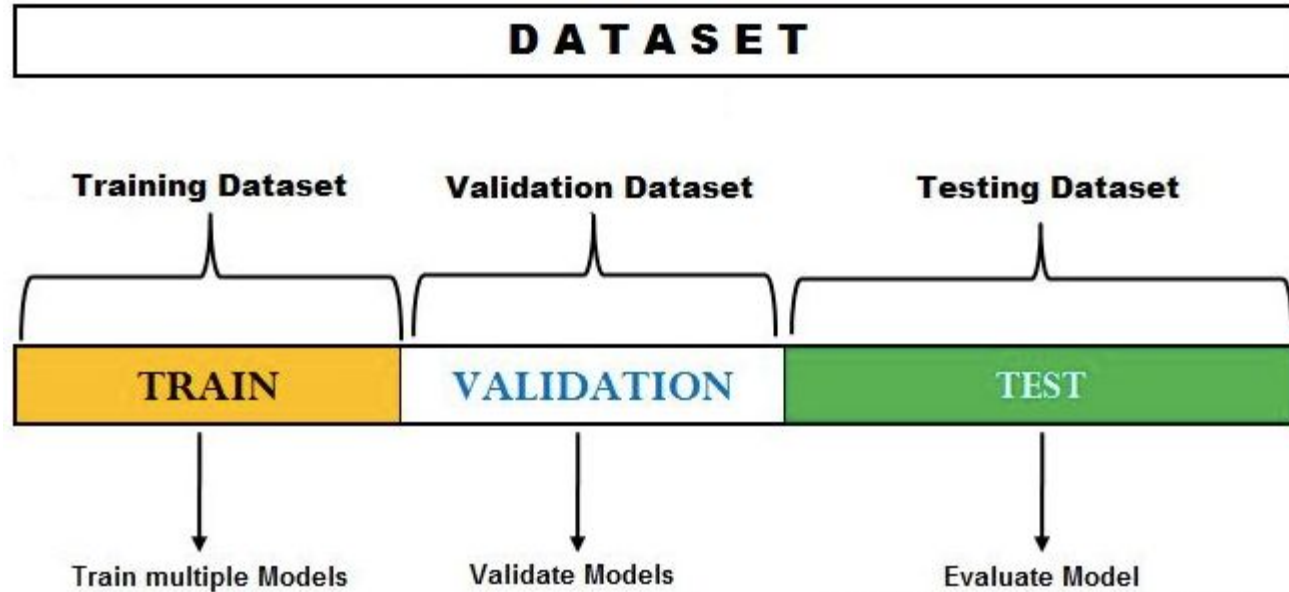 DATASET
Training Dataset Validation Dataset Testing Dataset
TRAIN VALIDATION TEST
Train multiple Models Validate Models Evaluate Model